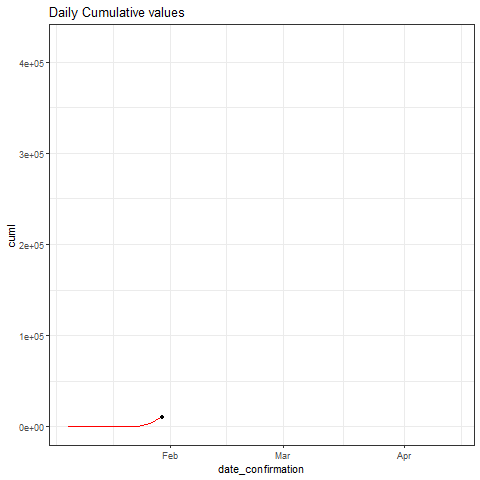 Daily Cumulative values
4e+05
3e+05
2e+05
1e+05
0e+00
cuml
Feb
Mar
Apr
date_confirmation